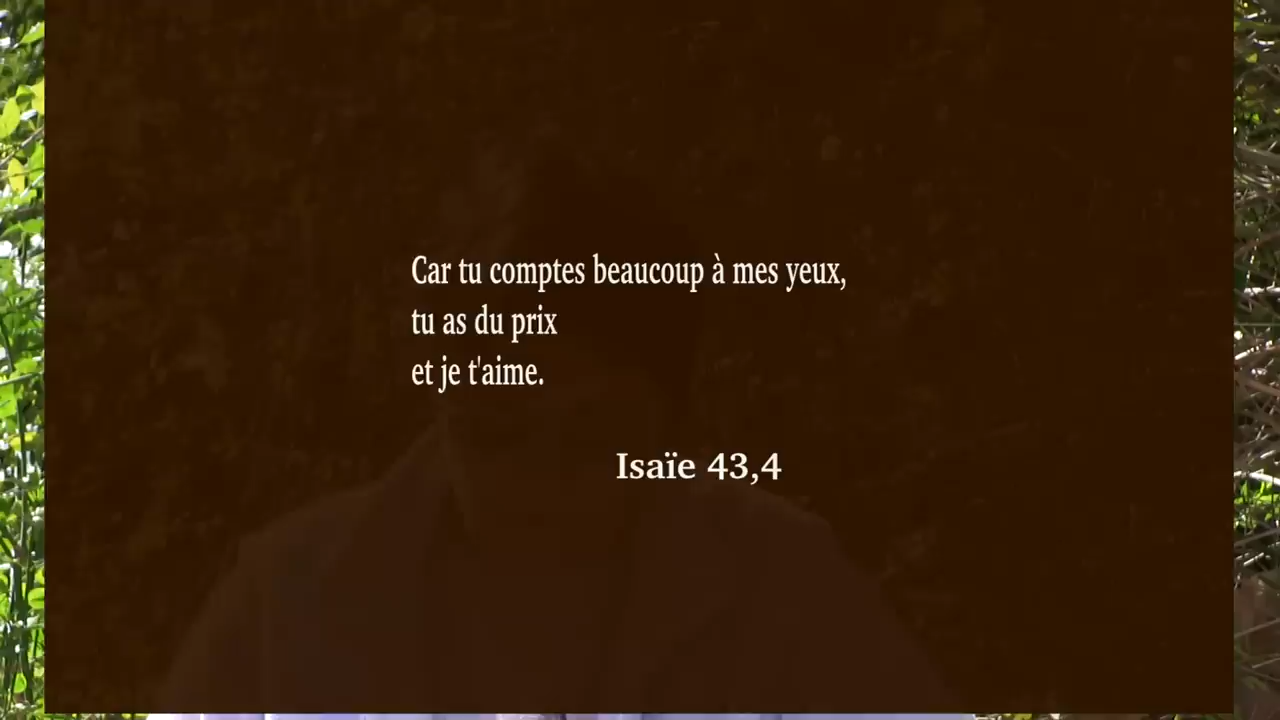 Car tu comptes beaucoup à mes yeux,
tu as du prix
et je t'aime.
Isaïe 43,4